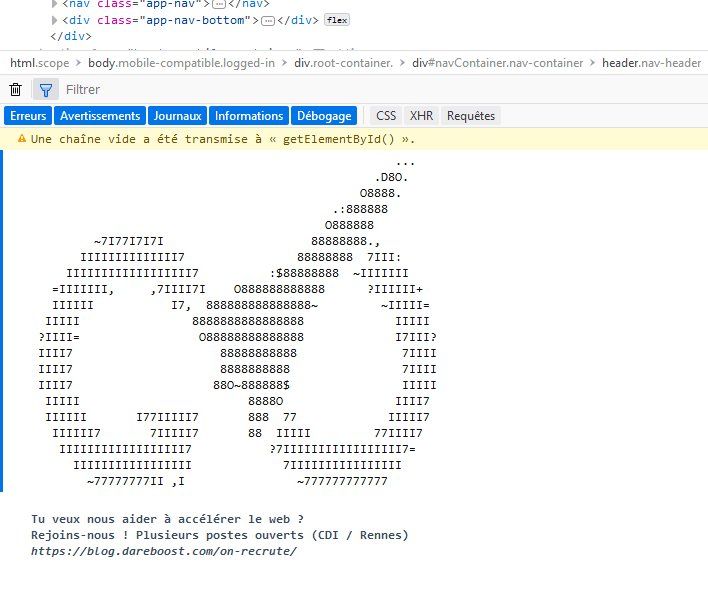 <nav class="app-nav">…</nav>
<div class="app-nav-bottom">…</div> flex
</div>
html.scope > body.mobile-compatible.logged-in > div.root-container. > div#navContainer.nav-container > header.nav-header
Filtrer
Erreurs Avertissements Journaux Informations Débogage CSS XHR Requêtes
Une chaîne vide a été transmise à « getElementById() ».
...
.D8O.
O8888.
.:888888
O888888
~7I77I7I7I 88888888.,
IIIIIIIIIIIIII7 88888888 7III:
IIIIIIIIIIIIIIIIII7 :$88888888 ~IIIIIII
=IIIIIII, ,7IIII7I O888888888888 ?IIIIII+
IIIIII I7, 888888888888888~ ~IIIII=
IIIII 8888888888888888 IIIII
?IIII= O88888888888888 I7III?
IIII7 88888888888 7IIII
IIII7 8888888888 7IIII
IIII7 88O~888888$ IIIII
IIIII 8888O IIII7
IIIIII I77IIIII7 888 77 IIIII7
IIIIII7 7IIIII7 88 IIIII 77IIII7
IIIIIIIIIIIIIIIIII7 ?7IIIIIIIIIIIIIIIII7=
IIIIIIIIIIIIIIIII 7IIIIIIIIIIIIIIII
~77777777II ,I ~777777777777
Tu veux nous aider à accélérer le web ?
Rejoins-nous ! Plusieurs postes ouverts (CDI / Rennes)
https://blog.dareboost.com/on-recrute/